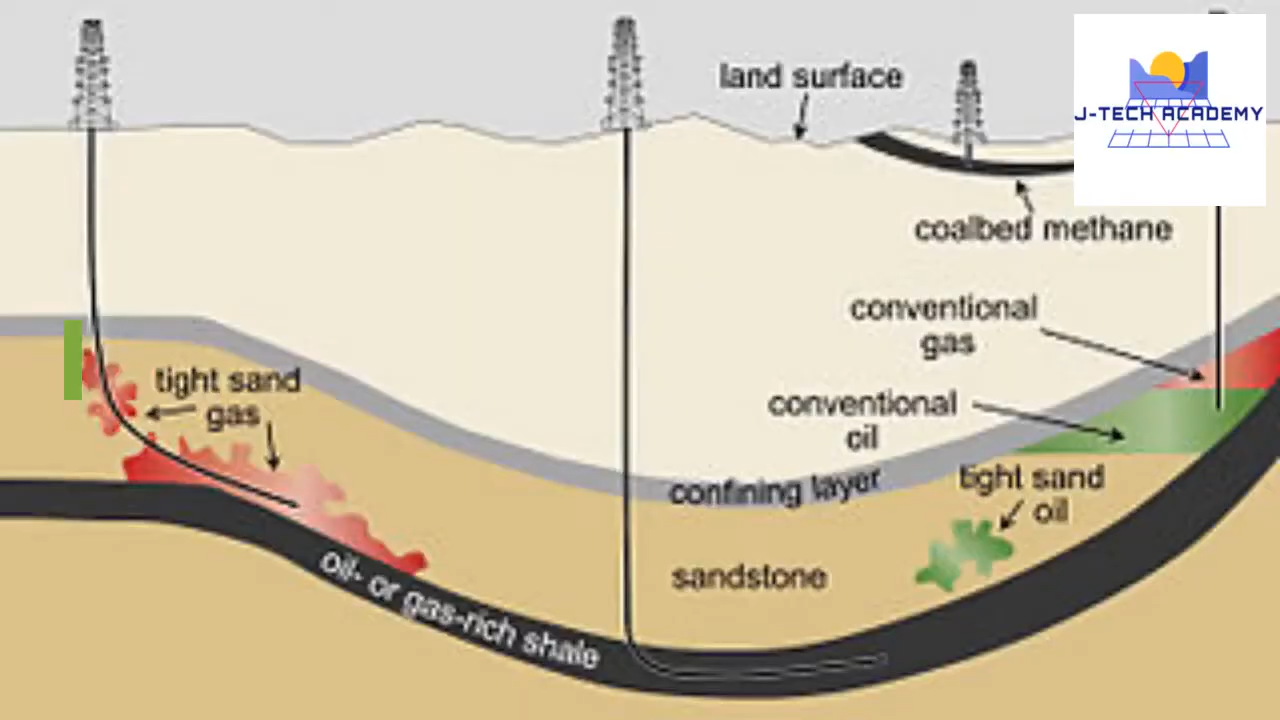 land surface
J-TECH ACADEMY
coalbed methane
conventional
gas
tight sand
gas
conventional
oil
confining layer
tight sand
oil
sandstone
oil- or gas-rich shale